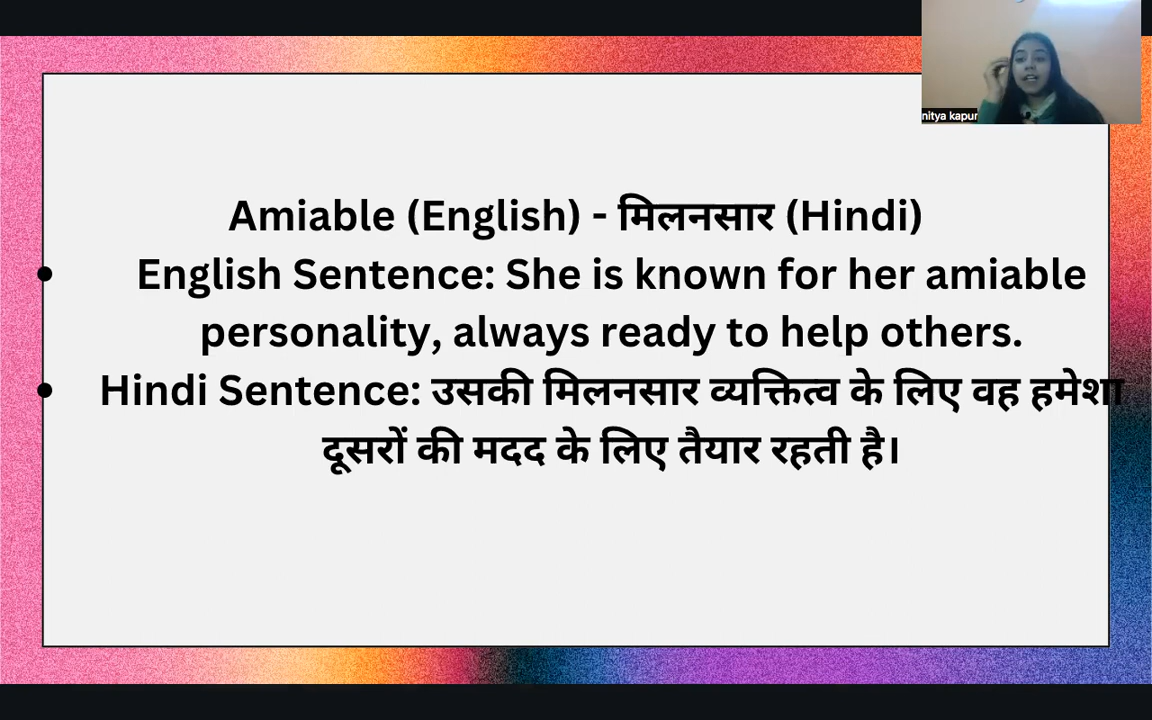 nitya kapur
Amiable (English) - मिलनसार (Hindi)
• English Sentence: She is known for her amiable
personality, always ready to help others.
• Hindi Sentence: उसकी मिलनसार व्यक्तित्व के लिए वह हमेशा
दूसरों की मदद के लिए तैयार रहती है।